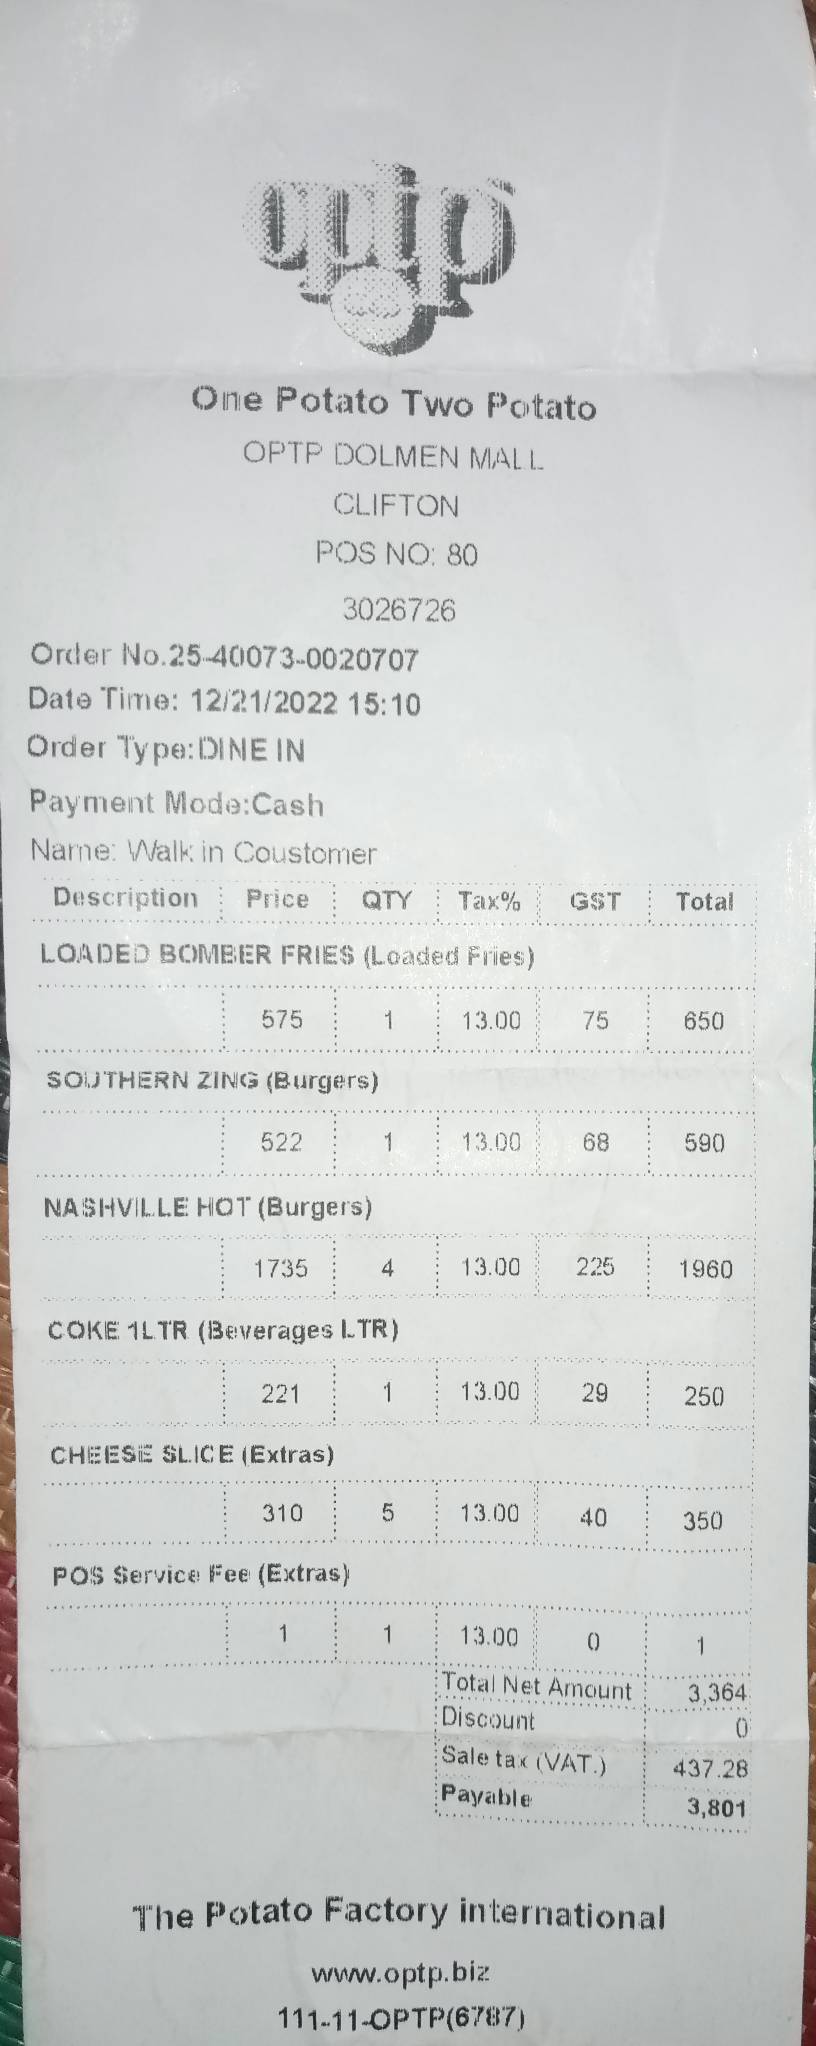 optp
One Potato Two Potato
OPTP DOLMEN MALL
CLIFTON
POS NO: 80
3026726
Order No.25-40073-0020707
Date Time: 12/21/2022 15:10
Order Type:DINE IN
Payment Mode:Cash
Name: Walk in Coustomer
Description Price QTY Tax% GST Total
LOADED BOMBER FRIES (Loaded Fries)
575 1 13.00 75 650
SOUTHERN ZING (Burgers)
522 1 13.00 68 590
NASHVILLE HOT (Burgers)
1735 4 13.00 225 1960
COKE 1LTR (Beverages LTR)
221 1 13.00 29 250
CHEESE SLICE (Extras)
310 5 13.00 40 350
POS Service Fee (Extras)
1 1 13.00 0 1
Total Net Amount 3,364
Discount 0
Sale tax (VAT.) 437.28
Payable 3,801
The Potato Factory international
www.optp.biz
111-11-OPTP(6787)